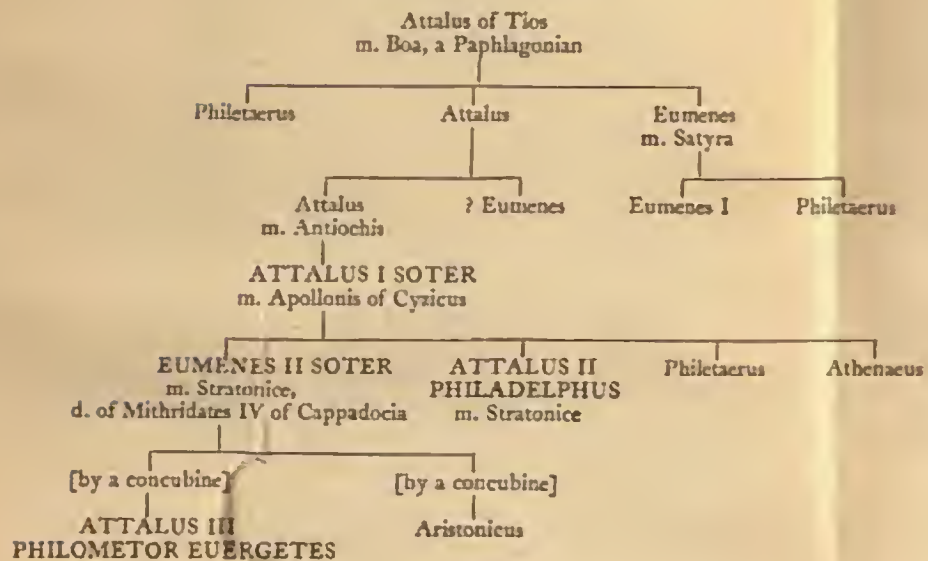 Attalus of Tios
m. Boa, a Paphlagonian
Philetaerus Attalus Eumenes
m. Satyra
Attalus ? Eumenes Eumenes I Philetaerus
m. Antiochis
ATTALUS I SOTER
m. Apollonis of Cyzicus
EUMENES II SOTER ATTALUS II Philetaerus Athenaeus
m. Stratonice, PHILADELPHUS
d. of Mithridates IV of Cappadocia m. Stratonice
[by a concubine] [by a concubine]
ATTALUS III Aristonicus
PHILOMETOR EUERGETES